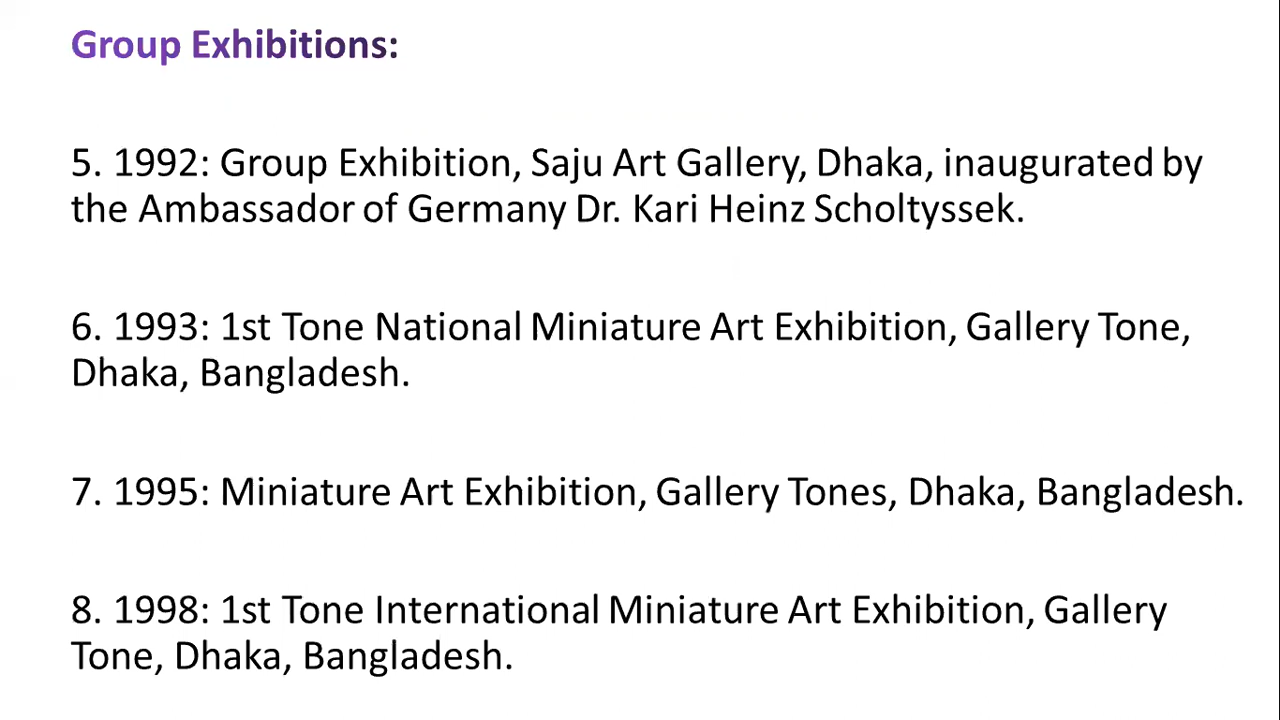 Group Exhibitions:
5. 1992: Group Exhibition, Saju Art Gallery, Dhaka, inaugurated by
the Ambassador of Germany Dr. Kari Heinz Scholtyssek.
6. 1993: 1st Tone National Miniature Art Exhibition, Gallery Tone,
Dhaka, Bangladesh.
7. 1995: Miniature Art Exhibition, Gallery Tones, Dhaka, Bangladesh.
8. 1998: 1st Tone International Miniature Art Exhibition, Gallery
Tone, Dhaka, Bangladesh.